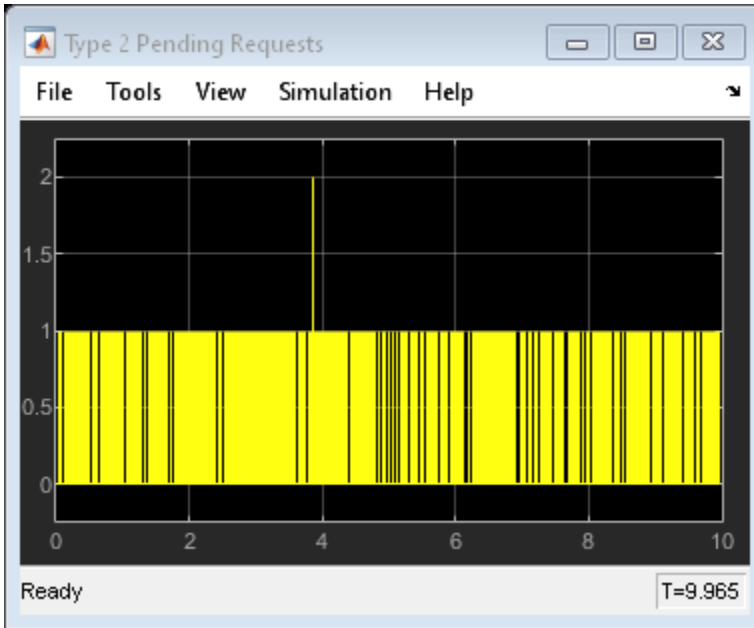 Type 2 Pending Requests
File Tools View Simulation Help
2
1.5
1
0.5
0
0 2 4 6 8 10
Ready T=9.965